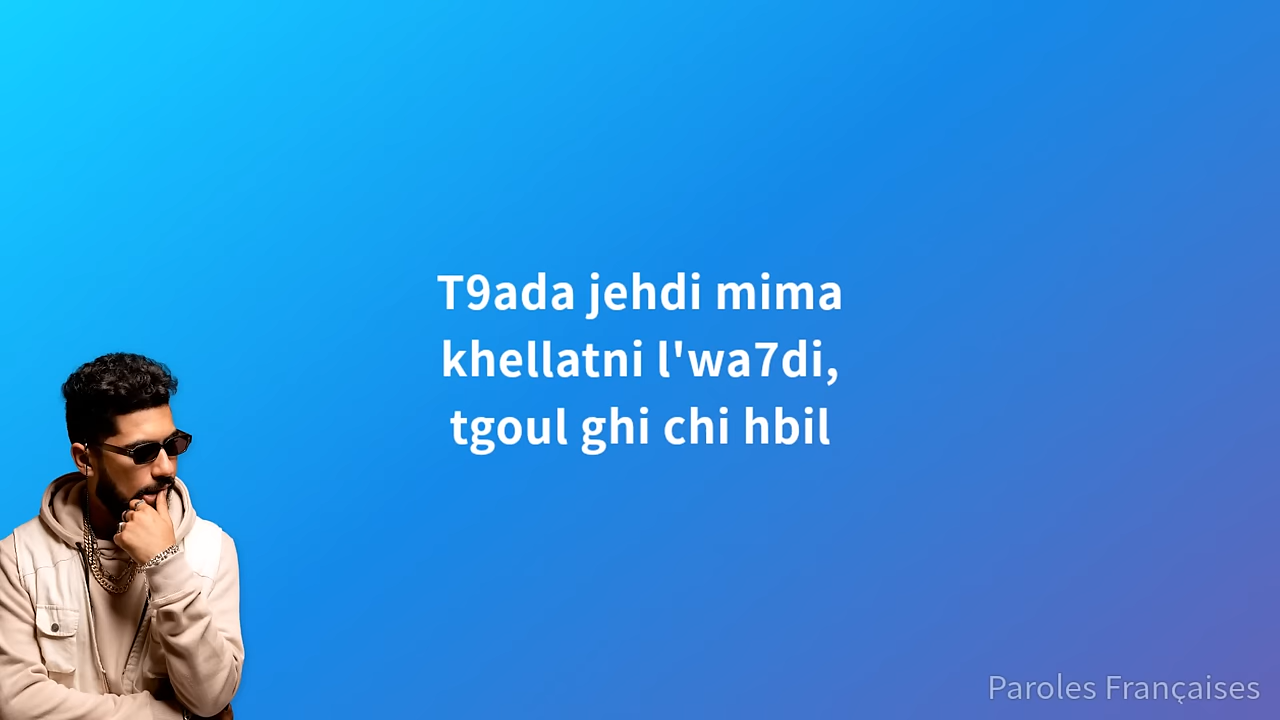 T9ada jehdi mima
khellatni l'wa7di,
tgoul ghi chi hbil
Paroles Françaises